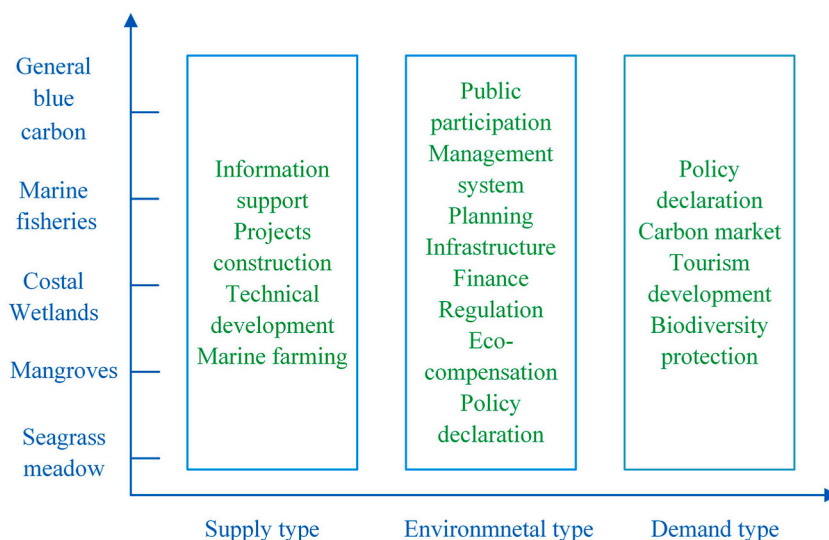 General
blue
carbon
Marine
fisheries
Costal
Wetlands
Mangroves
Seagrass
meadow
Information
support
Projects
construction
Technical
development
Marine farming
Public
participation
Management
system
Planning
Infrastructure
Finance
Regulation
Eco-
compensation
Policy
declaration
Policy
declaration
Carbon market
Tourism
development
Biodiversity
protection
Supply type
Environmnetal type
Demand type